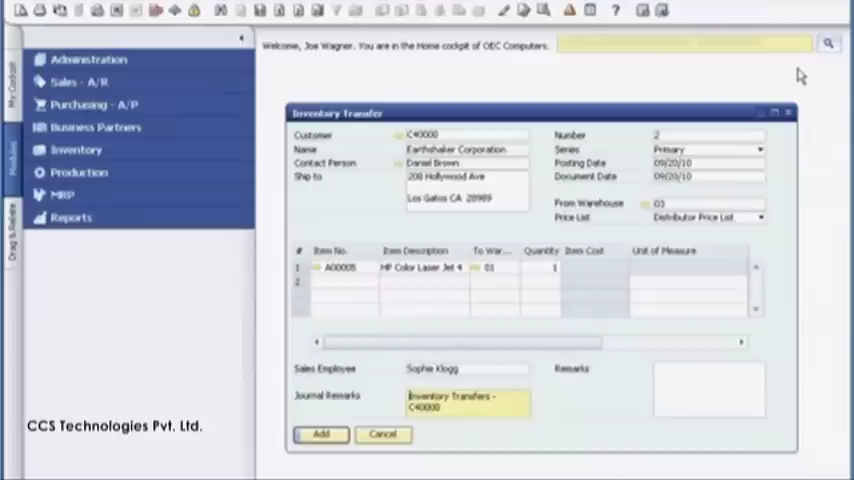 Welcome, Joe Wagner. You are in the Home cockpit of OEC Computers.
My Cockpit
Modules
Drag & Relate
Administration
Sales - A/R
Purchasing - A/P
Business Partners
Inventory
Production
MRP
Reports
Inventory Transfer
Customer C40000 Number 2
Name Earthshaker Corporation Series Primary
Contact Person Daniel Brown Posting Date 09/20/10
Ship to 208 Hollywood Ave Document Date 09/20/10
Los Gatos CA 28989
From Warehouse 03
Price List Distributor Price List
# Item No. Item Description To War... Quantity Item Cost Unit of Measure
1 A00005 HP Color Laser Jet 4 01 1
2
Sales Employee Sophie Klogg Remarks
Journal Remarks Inventory Transfers -
C40000
Add Cancel
CCS Technologies Pvt. Ltd.